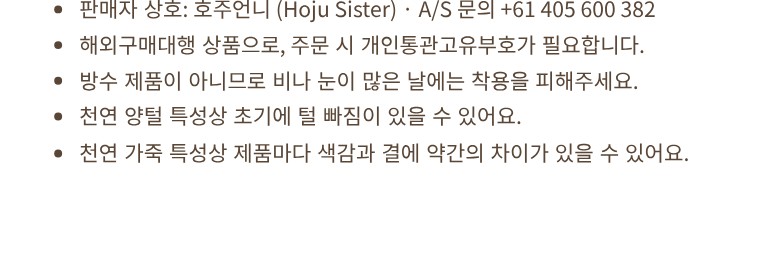 • 판매자 상호: 호주언니 (Hoju Sister) · A/S 문의 +61 405 600 382
• 해외구매대행 상품으로, 주문 시 개인통관고유부호가 필요합니다.
• 방수 제품이 아니므로 비나 눈이 많은 날에는 착용을 피해주세요.
• 천연 양털 특성상 초기에 털 빠짐이 있을 수 있어요.
• 천연 가죽 특성상 제품마다 색감과 결에 약간의 차이가 있을 수 있어요.